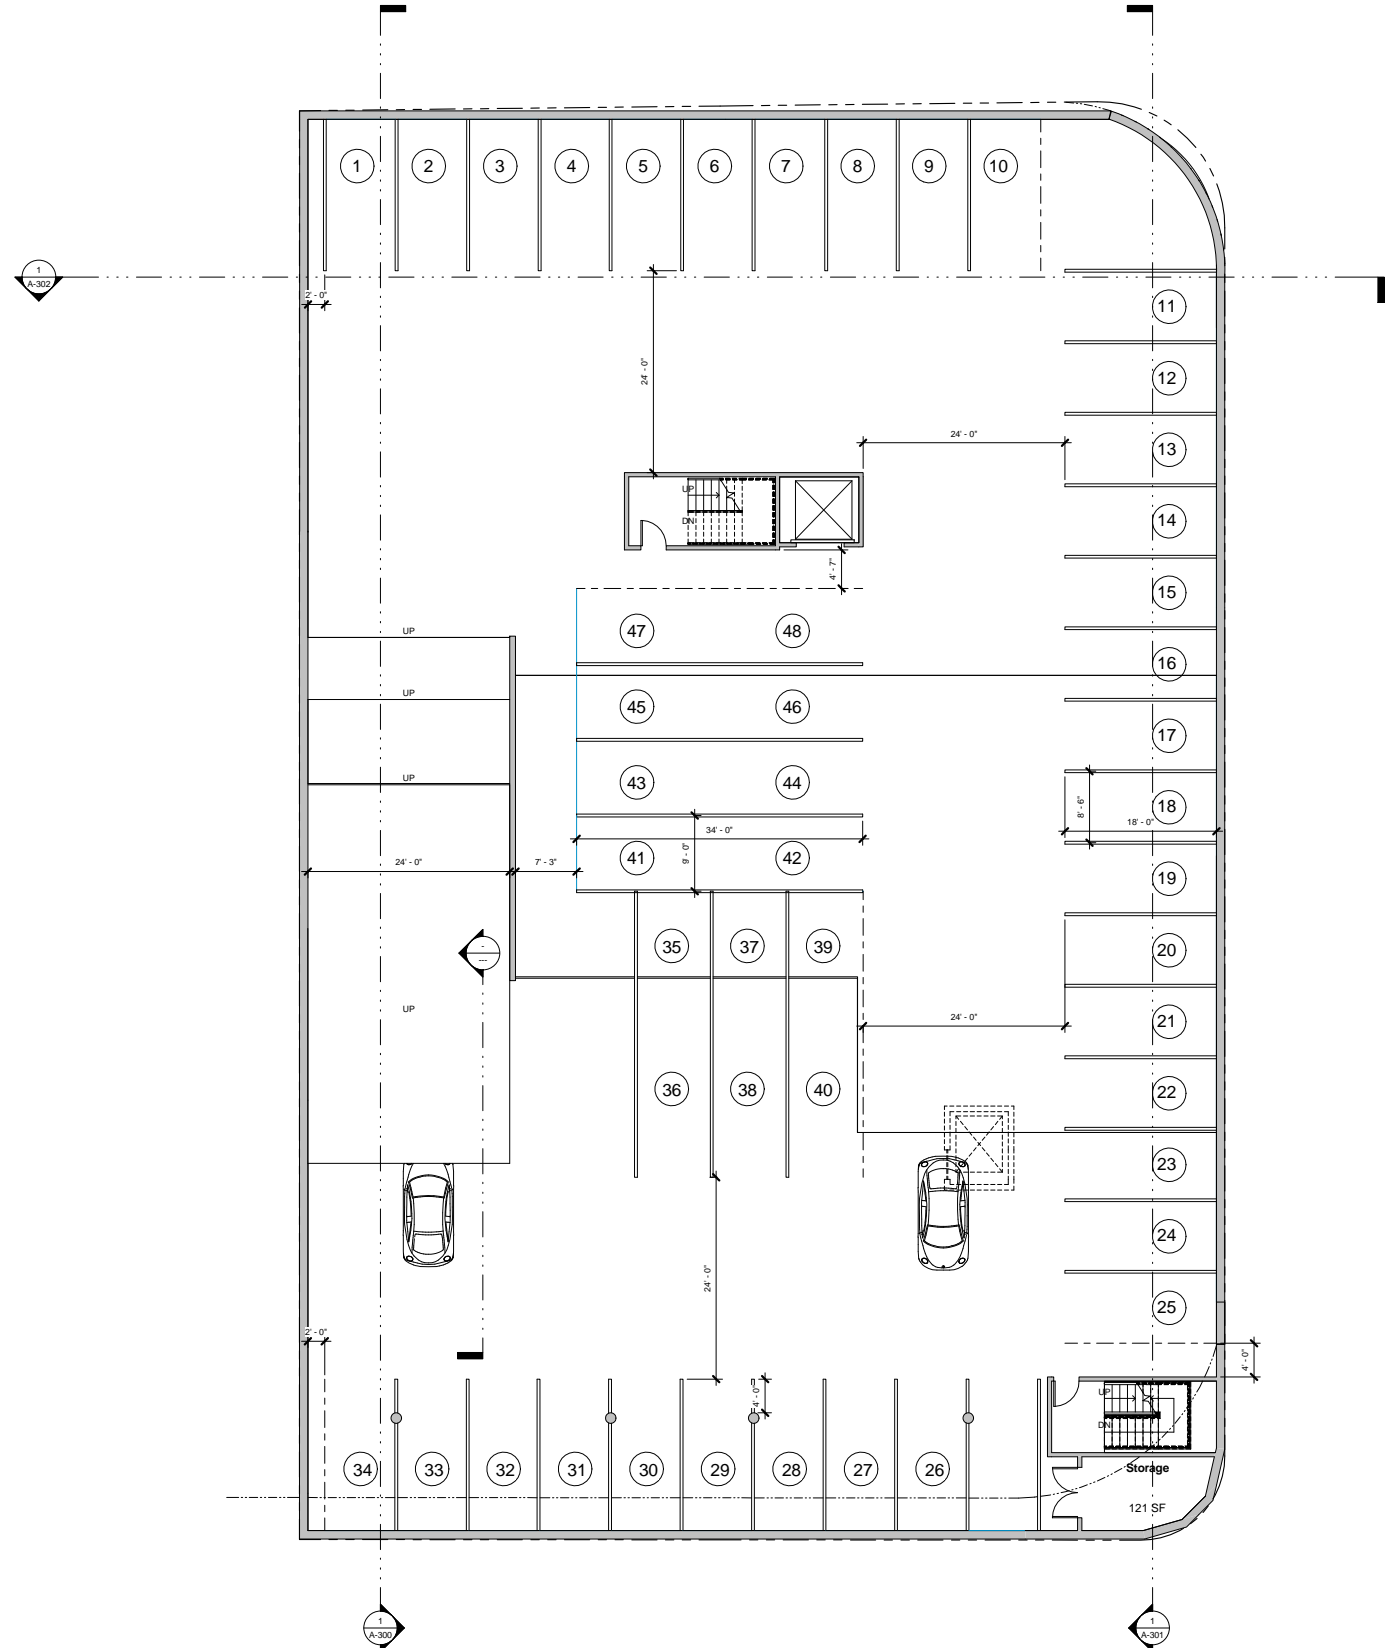 1 2 3 4 5 6 7 8 9 10
1
A-302
2' - 0"
11
24' - 0"
12
24' - 0"
13
UP
14
DN
4' - 7"
15
47 48
UP
16
UP
45 46
17
UP
43 44
18
8' - 6"
18' - 0"
34' - 0"
9' - 0"
41 42
24' - 0" 7' - 3"
19
35 37 39
20
-
---
UP
24' - 0"
21
36 38 40
22
23
24
24' - 0"
25
2' - 0"
4' - 0"
4' - 0"
UP
DN
34 33 32 31 30 29 28 27 26
Storage
121 SF
1
A-300
1
A-301